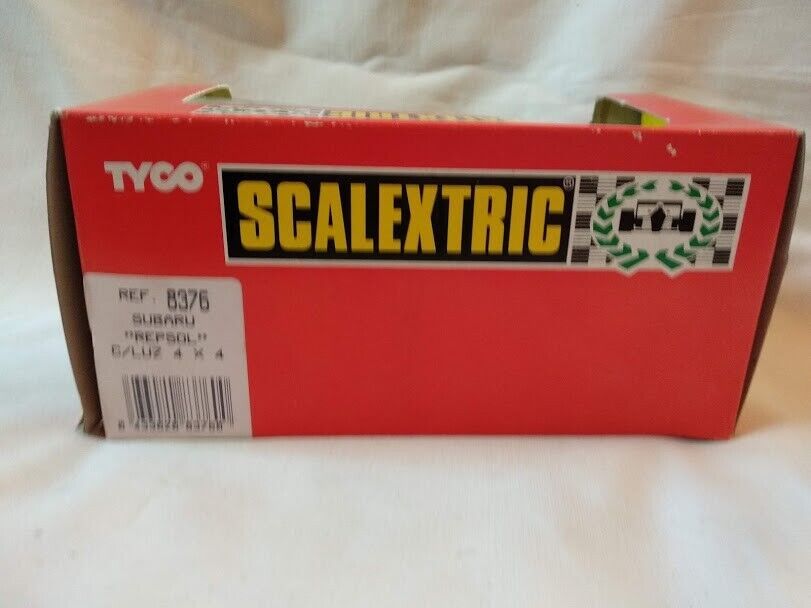 TYCO
SCALEXTRIC®
REF. 8376
SUBARU
"REPSOL"
C/LUZ 4 X 4